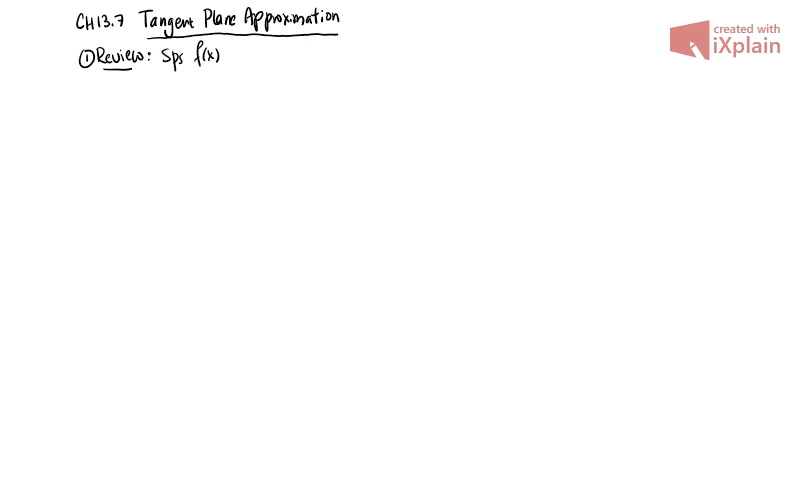 CH13.7 Tangent Plane Approximation
① Review: Sps f(x)
created with
iXplain